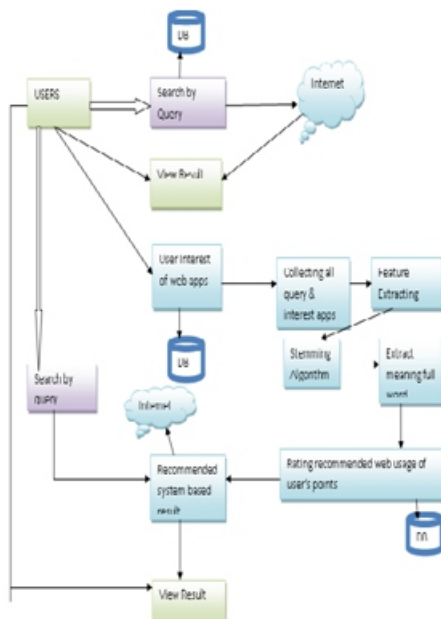 DB
USERS
Search by
Query
Internet
View Result
User Interest
of web apps
Collecting all
query &
interest apps
Feature
Extracting
Stemming
Algorithm
Extract
meaning full
word
DB
Search by
query
Internet
Recommended
system based
result
Rating recommended web usage of
user's points
View Result